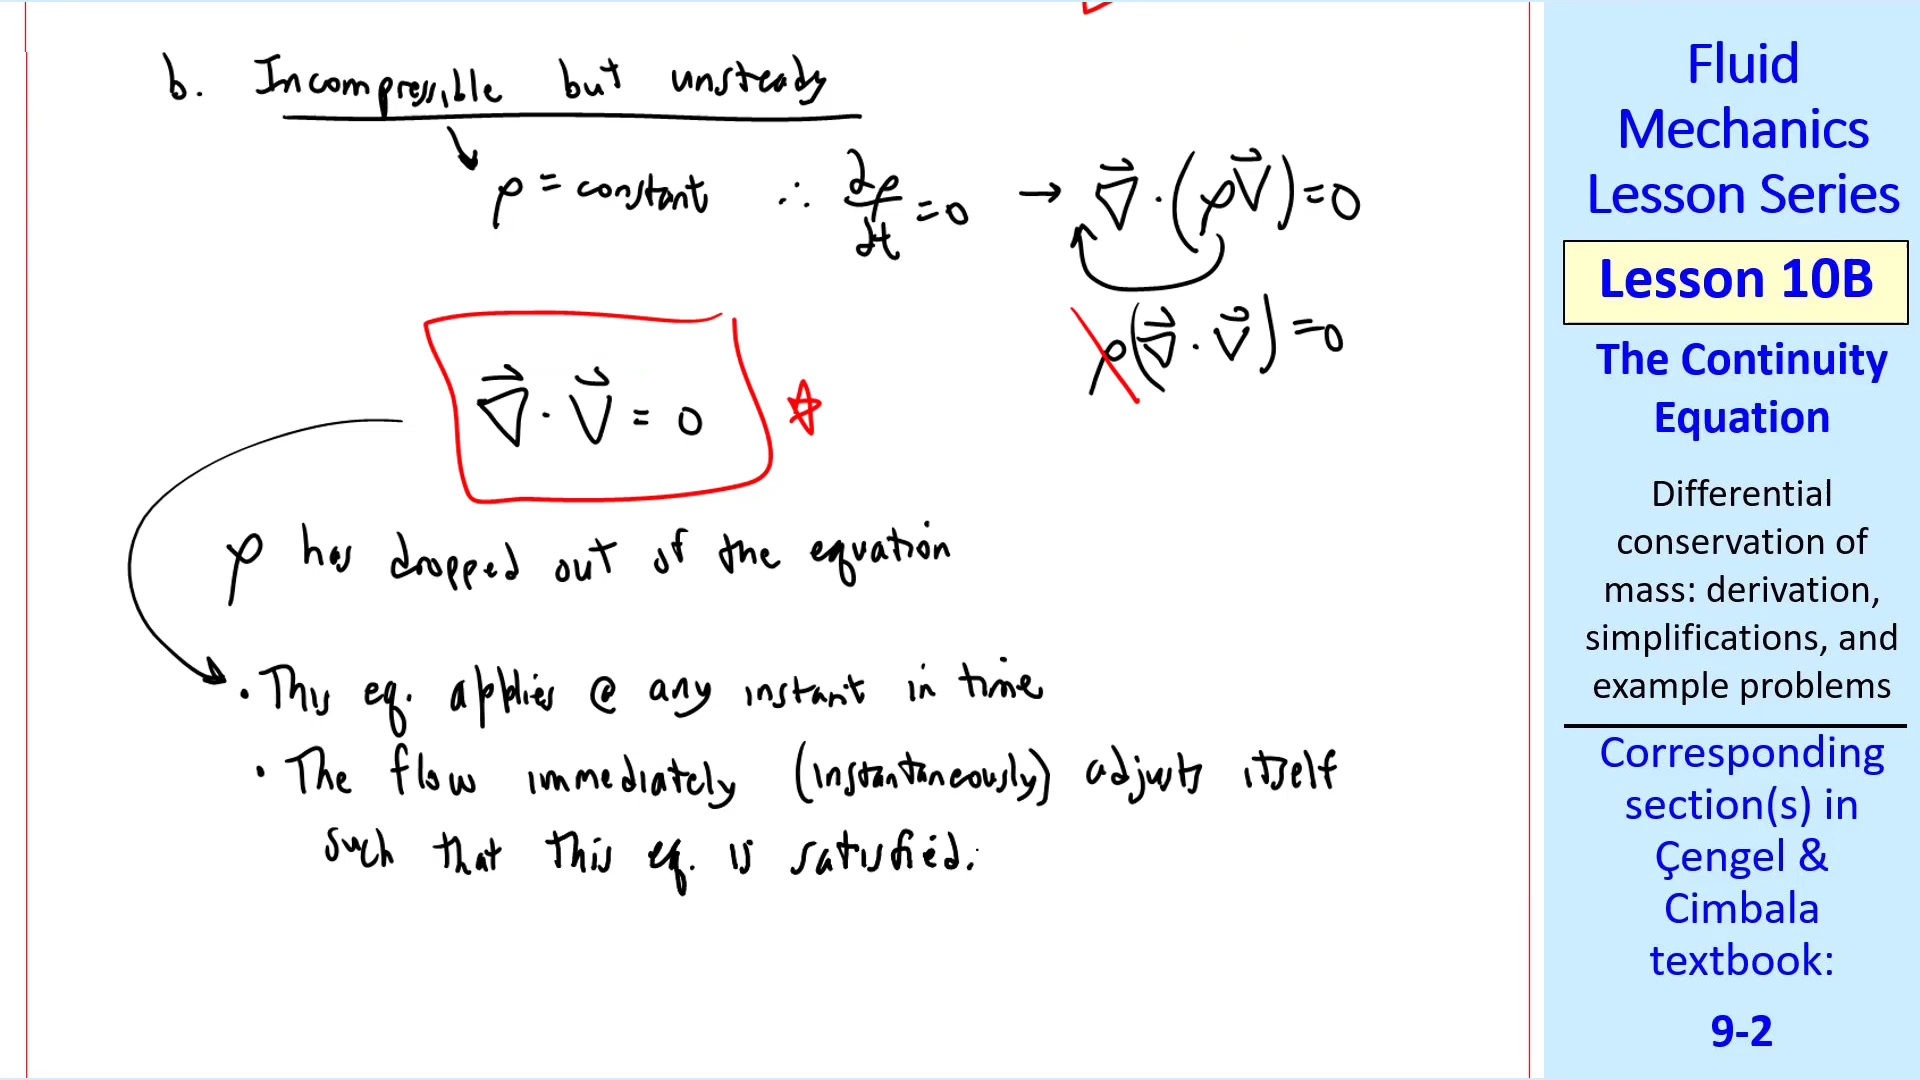 b. Incompressible but unsteady
ρ = constant ∴ ∂ρ/∂t = 0 → ∇⃗ · (ρV⃗) = 0
ρ(∇⃗ · V⃗) = 0
∇⃗ · V⃗ = 0
ρ has dropped out of the equation
• This eq. applies @ any instant in time
• The flow immediately (instantaneously) adjusts itself
such that this eq. is satisfied.
Fluid
Mechanics
Lesson Series
Lesson 10B
The Continuity
Equation
Differential
conservation of
mass: derivation,
simplifications, and
example problems
Corresponding
section(s) in
Çengel &
Cimbala
textbook:
9-2